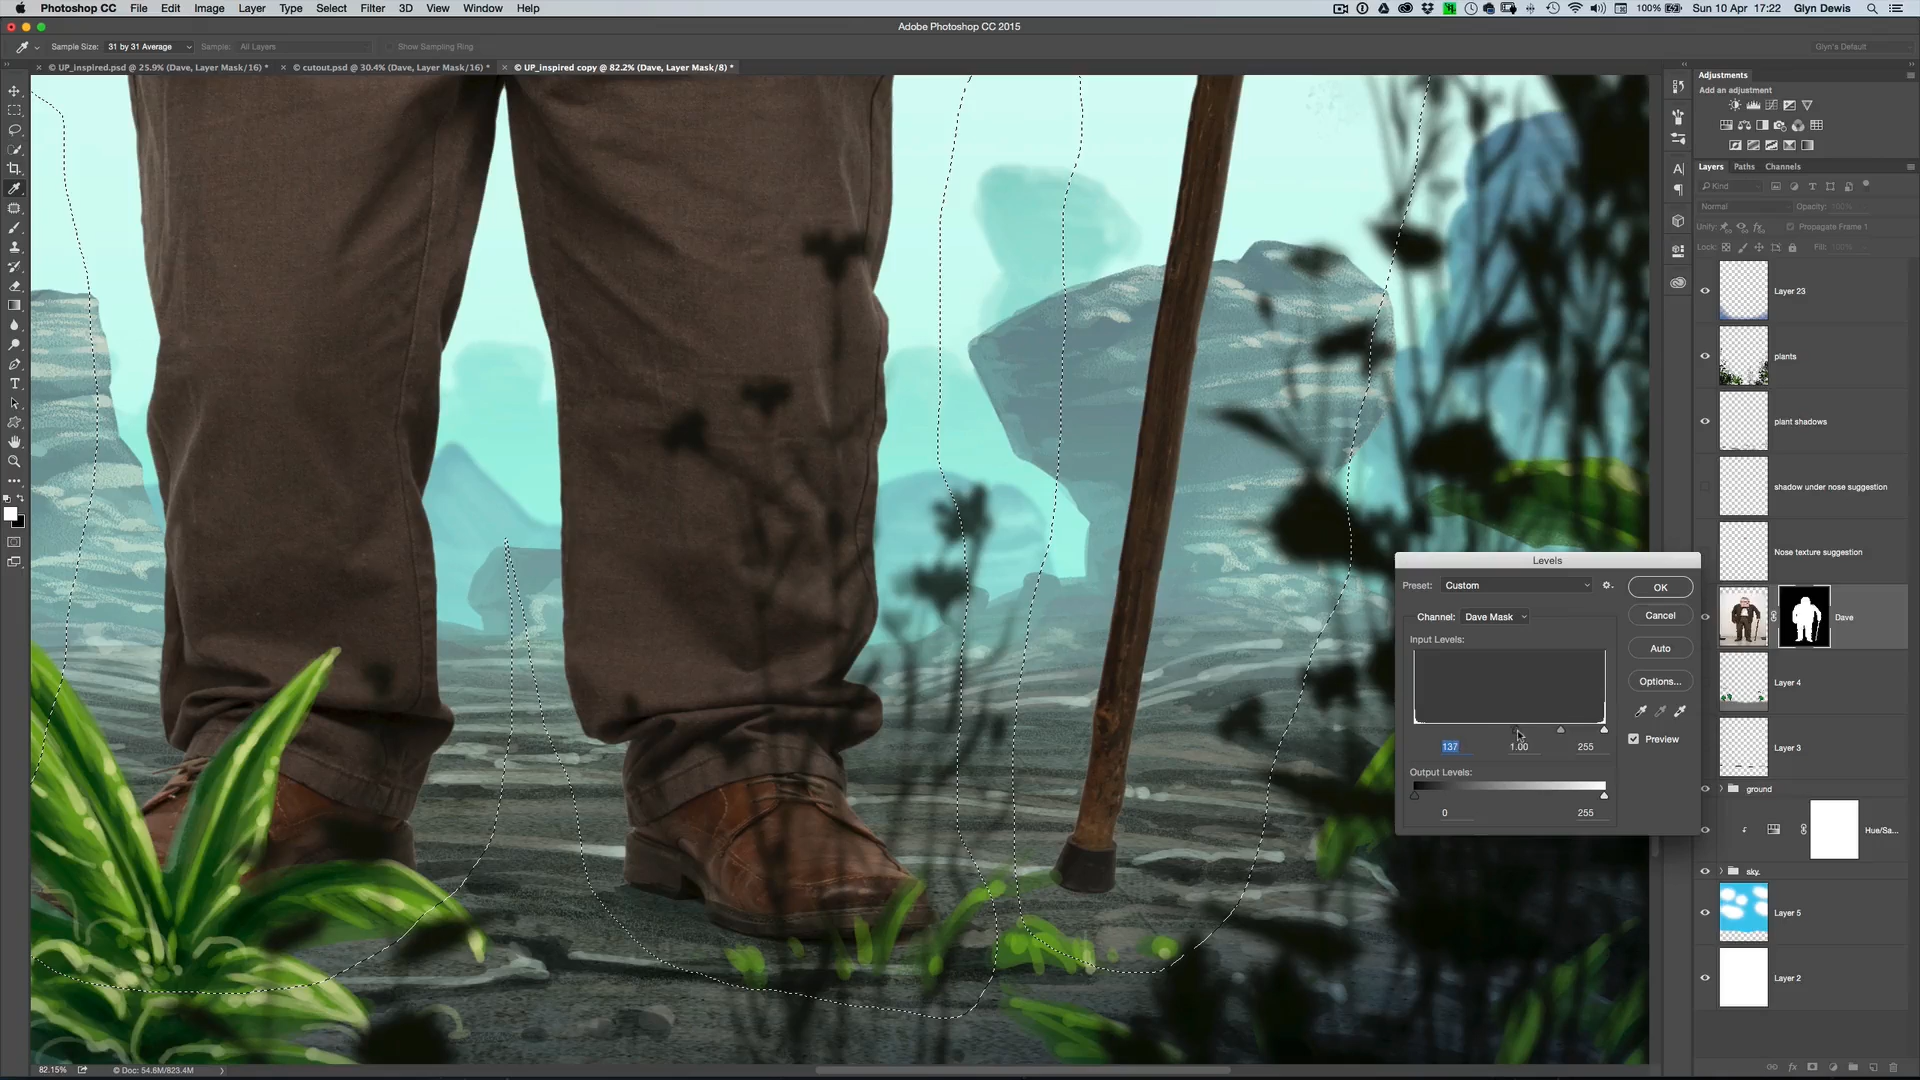 Photoshop CC File Edit Image Layer Type Select Filter 3D View Window Help 100% Sun 10 Apr 17:22 Glyn Dewis
Adobe Photoshop CC 2015
Sample Size: 31 by 31 Average Sample: All Layers Show Sampling Ring Glyn's Default
© UP_inspired.psd @ 25.9% (Dave, Layer Mask/16) * © cutout.psd @ 30.4% (Dave, Layer Mask/16) * © UP_inspired copy @ 82.2% (Dave, Layer Mask/8) *
Adjustments
Add an adjustment
Layers Paths Channels
Kind
Normal Opacity: 100%
Unify: Propagate Frame 1
Lock: Fill: 100%
Layer 23
plants
plant shadows
shadow under nose suggestion
Nose texture suggestion
Dave
Layer 4
Layer 3
ground
Hue/Sa...
sky.
Layer 5
Layer 2
Levels
Preset: Custom
OK
Channel: Dave Mask
Cancel
Input Levels:
Auto
Options...
137 1.00 255
Preview
Output Levels:
0 255
82.15% © Doc: 54.6M/823.4M